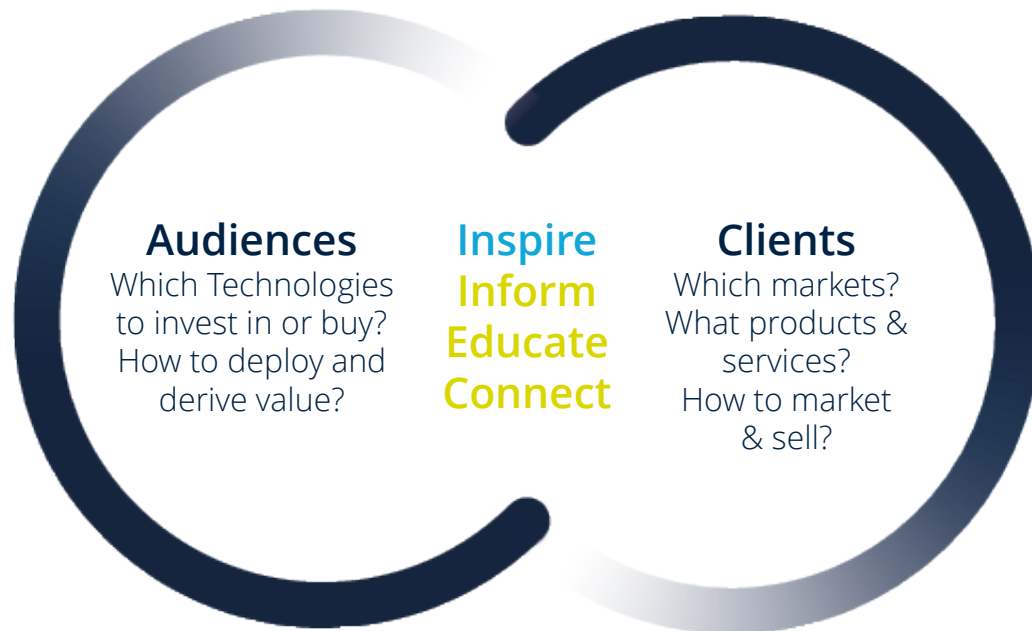 Audiences
Which Technologies
to invest in or buy?
How to deploy and
derive value?
Inspire
Inform
Educate
Connect
Clients
Which markets?
What products &
services?
How to market
& sell?